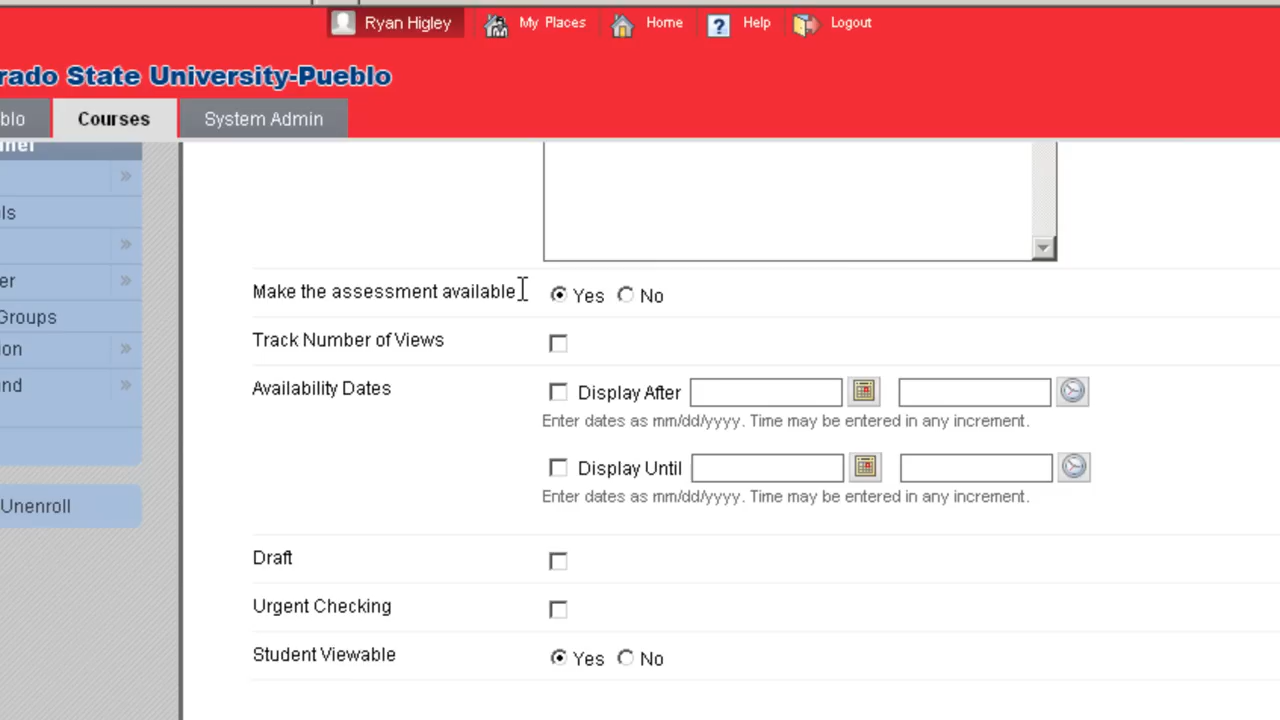 Ryan Higley My Places Home ? Help Logout
rado State University-Pueblo
blo Courses System Admin
ls
er
Groups
ion
nd
Unenroll
Make the assessment available Yes No
Track Number of Views
Availability Dates Display After
Enter dates as mm/dd/yyyy. Time may be entered in any increment.
Display Until
Enter dates as mm/dd/yyyy. Time may be entered in any increment.
Draft
Urgent Checking
Student Viewable Yes No